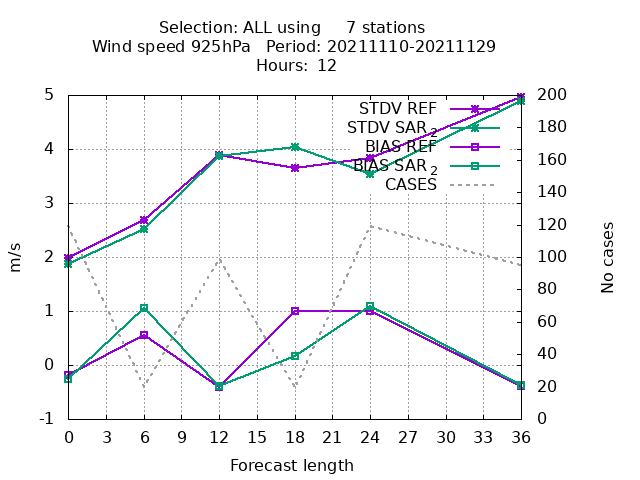 Selection: ALL using 7 stations
Wind speed 925hPa Period: 20211110-20211129
Hours: 12
STDV REF
STDV SAR 2
BIAS REF
BIAS SAR 2
CASES
5
4
3
2
1
0
-1
m/s
200
180
160
140
120
100
80
60
40
20
0
No cases
0 3 6 9 12 15 18 21 24 27 30 33 36
Forecast length